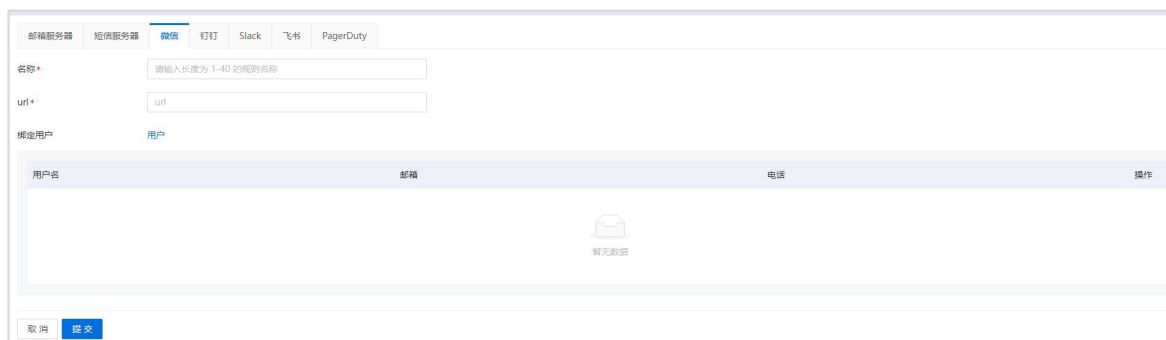 邮箱服务器 短信服务器 微信 钉钉 Slack 飞书 PagerDuty
名称* 请输入长度为 1-40 的规则名称
url* url
绑定用户 用户
用户名 邮箱 电话 操作
暂无数据
取消 提交